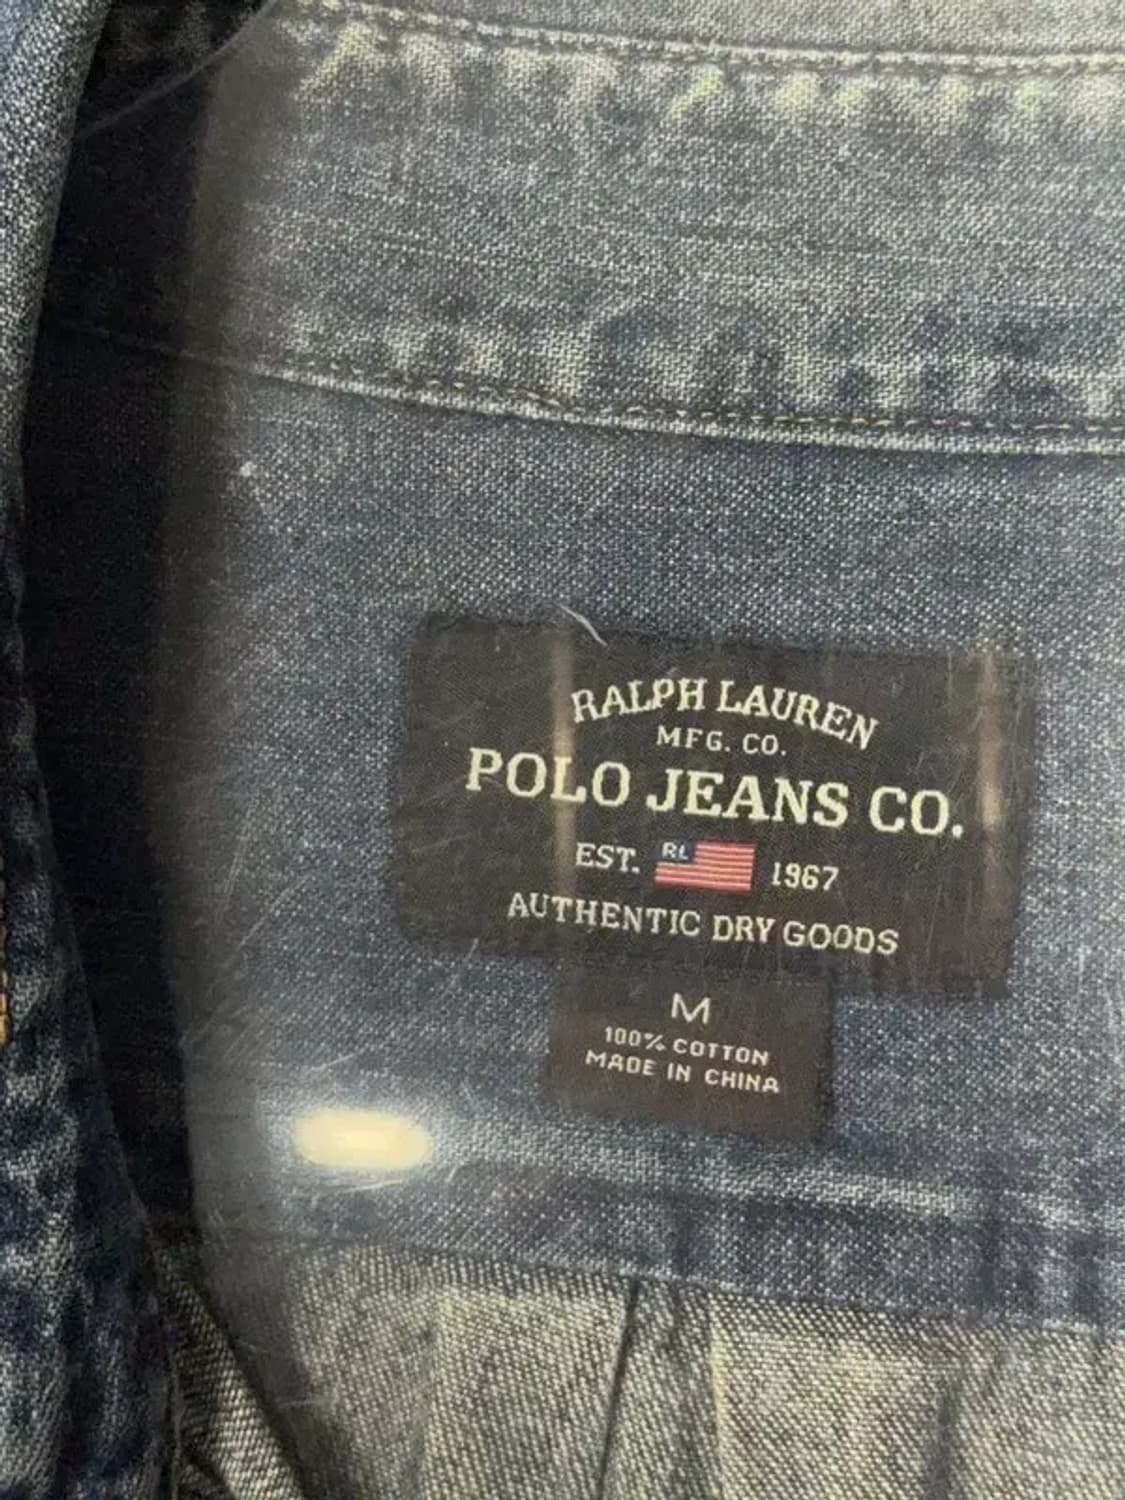 RALPH LAUREN
MFG. CO.
POLO JEANS CO.
EST. RL 1967
AUTHENTIC DRY GOODS
M
100% COTTON
MADE IN CHINA